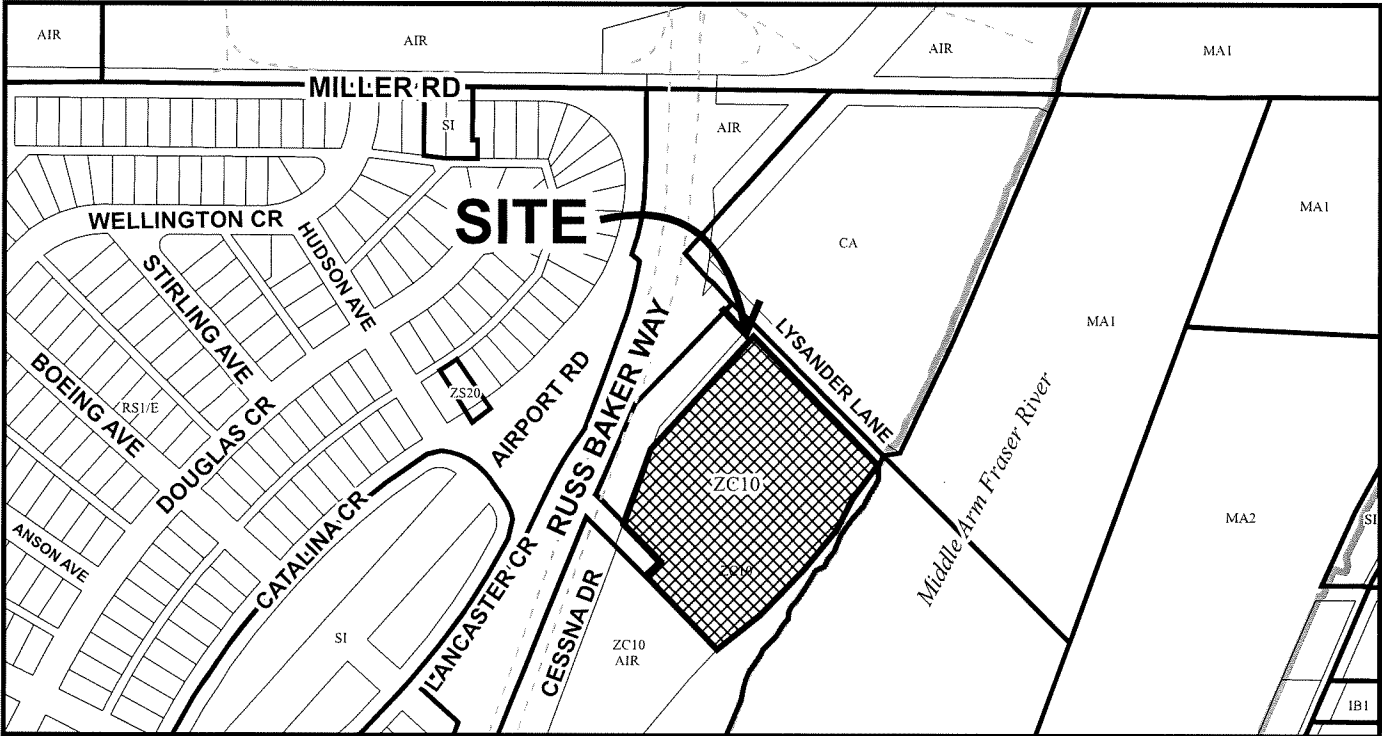 AIR
AIR
AIR
MA1
MILLER RD
SI
AIR
WELLINGTON CR
HUDSON AVE
SITE
CA
MA1
STIRLING AVE
MA1
BOEING AVE
RS1/E
DOUGLAS CR
ZS20
AIRPORT RD
RUSS BAKER WAY
LYSANDER LANE
ZC10
Middle Arm Fraser River
MA2
SI
ANSON AVE
CATALINA CR
LANCASTER CR
CESSNA DR
ZC10
SI
ZC10
AIR
IB1